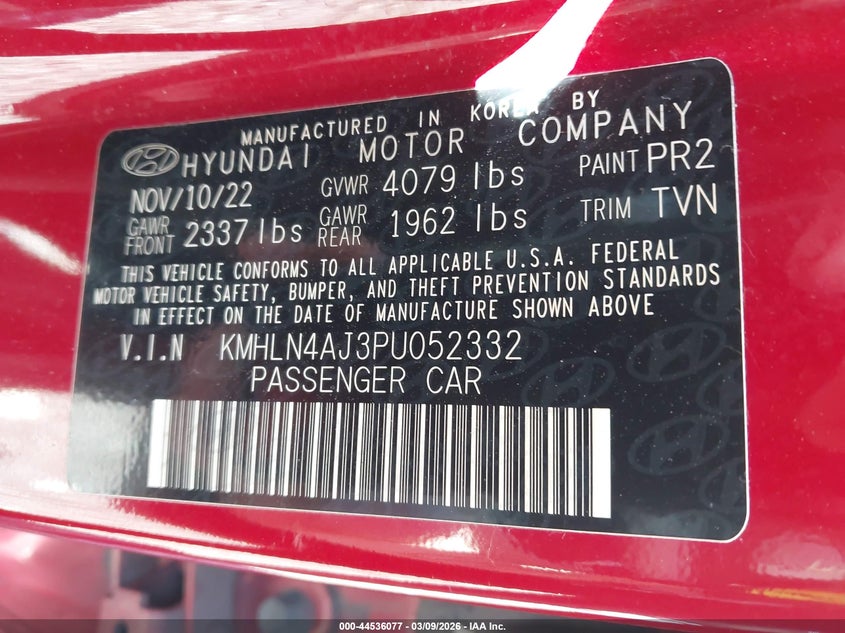 MANUFACTURED IN KOREA BY
HYUNDAI MOTOR COMPANY
NOV/10/22 GVWR 4079 lbs PAINT PR2
GAWR FRONT 2337 lbs GAWR REAR 1962 lbs TRIM TVN
THIS VEHICLE CONFORMS TO ALL APPLICABLE U.S.A. FEDERAL
MOTOR VEHICLE SAFETY, BUMPER, AND THEFT PREVENTION STANDARDS
IN EFFECT ON THE DATE OF MANUFACTURE SHOWN ABOVE
V.I.N KMHLN4AJ3PU052332
PASSENGER CAR
000-44536077 - 03/09/2026 - IAA Inc.